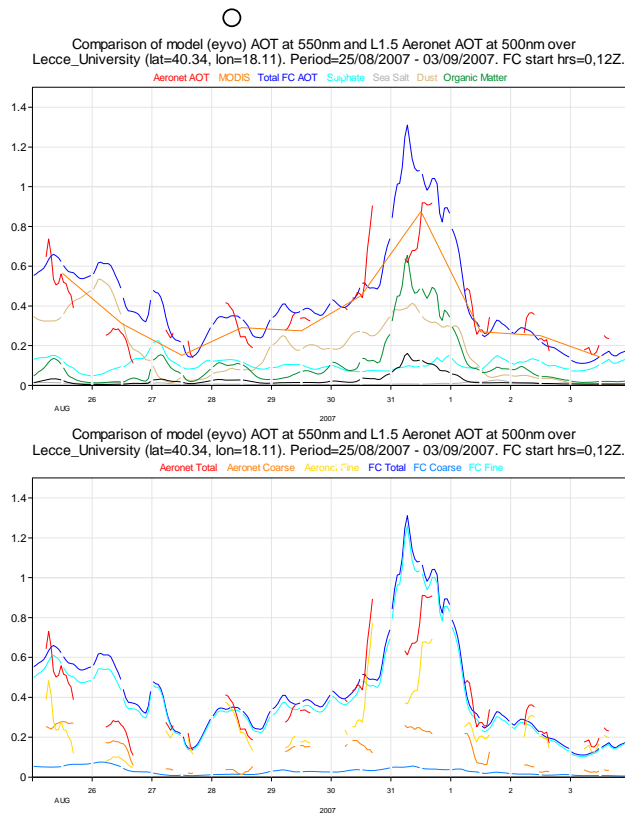 Comparison of model (eyvo) AOT at 550nm and L1.5 Aeronet AOT at 500nm over
Lecce_University (lat=40.34, lon=18.11). Period=25/08/2007 - 03/09/2007. FC start hrs=0,12Z.
Aeronet AOT MODIS Total FC AOT Sulphate Sea Salt Dust Organic Matter
1.4
1.2
1
0.8
0.6
0.4
0.2
0
26 27 28 29 30 31 1 2 3
AUG
2007
Comparison of model (eyvo) AOT at 550nm and L1.5 Aeronet AOT at 500nm over
Lecce_University (lat=40.34, lon=18.11). Period=25/08/2007 - 03/09/2007. FC start hrs=0,12Z.
Aeronet Total Aeronet Coarse Aeronet Fine FC Total FC Coarse FC Fine
1.4
1.2
1
0.8
0.6
0.4
0.2
0
26 27 28 29 30 31 1 2 3
AUG
2007